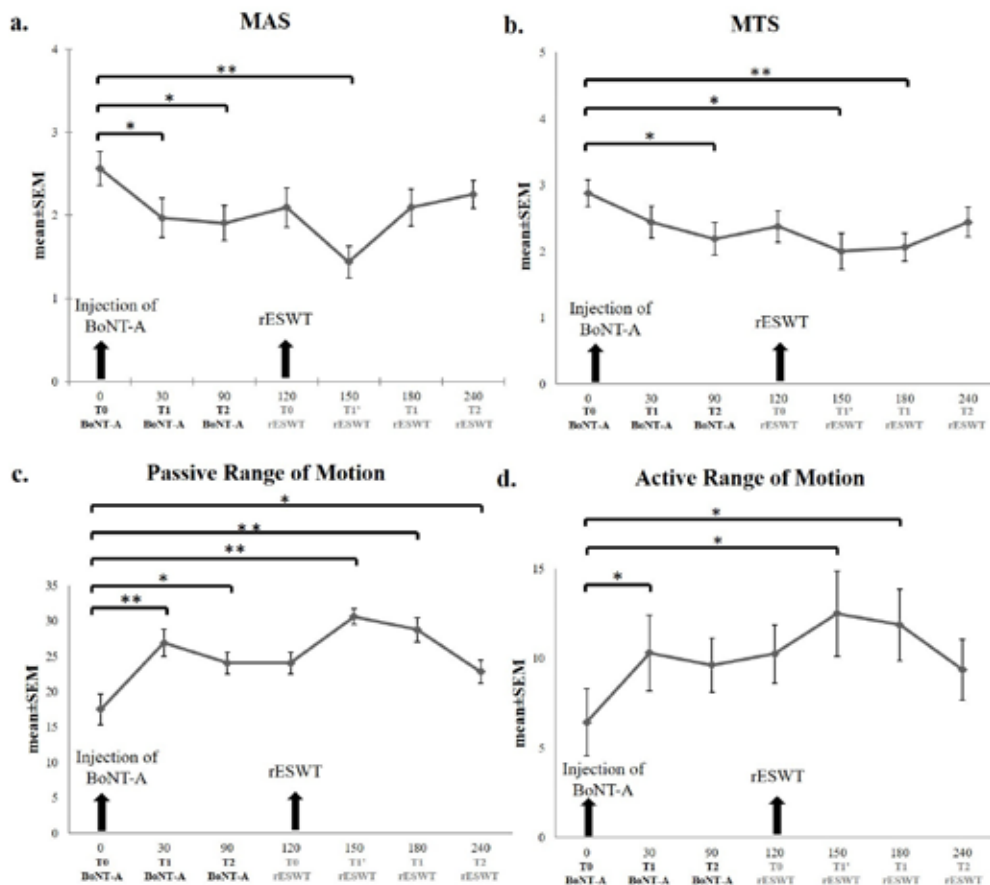 a.
MAS
4
3
2
1
0
mean±SEM
**
*
*
Injection of
BoNT-A
rESWT
0 30 90 120 150 180 240
T0 T1 T2 T0 T1' T1 T2
BoNT-A BoNT-A BoNT-A rESWT rESWT rESWT rESWT
b.
MTS
5
4
3
2
1
0
mean±SEM
**
*
*
Injection of
BoNT-A
rESWT
0 30 90 120 150 180 240
T0 T1 T2 T0 T1' T1 T2
BoNT-A BoNT-A BoNT-A rESWT rESWT rESWT rESWT
c.
Passive Range of Motion
*
**
**
*
**
35
30
25
20
15
10
5
0
mean±SEM
Injection of
BoNT-A
rESWT
0 30 90 120 150 180 240
T0 T1 T2 T0 T1' T1 T2
BoNT-A BoNT-A BoNT-A rESWT rESWT rESWT rESWT
d.
Active Range of Motion
*
*
*
15
10
5
0
mean±SEM
Injection of
BoNT-A
rESWT
0 30 90 120 150 180 240
T0 T1 T2 T0 T1' T1 T2
BoNT-A BoNT-A BoNT-A rESWT rESWT rESWT rESWT